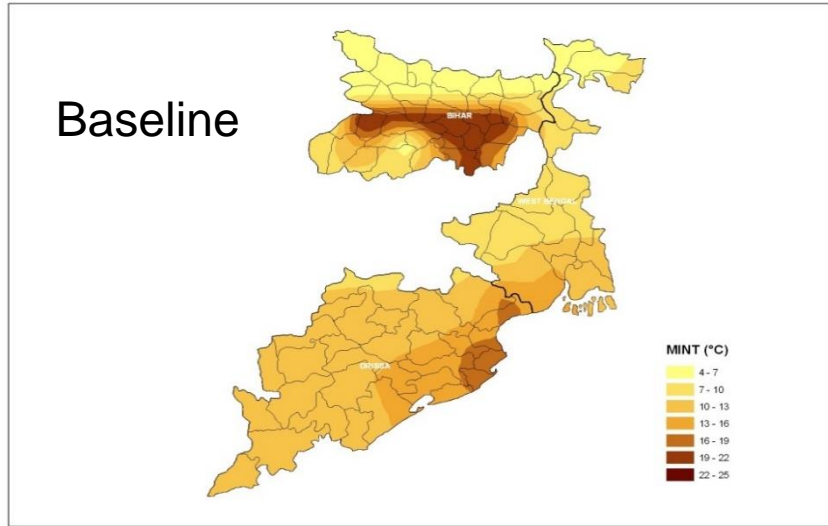 Baseline
BIHAR
WEST BENGAL
ORISSA
MINT (°C)
4 - 7
7 - 10
10 - 13
13 - 16
16 - 19
19 - 22
22 - 25